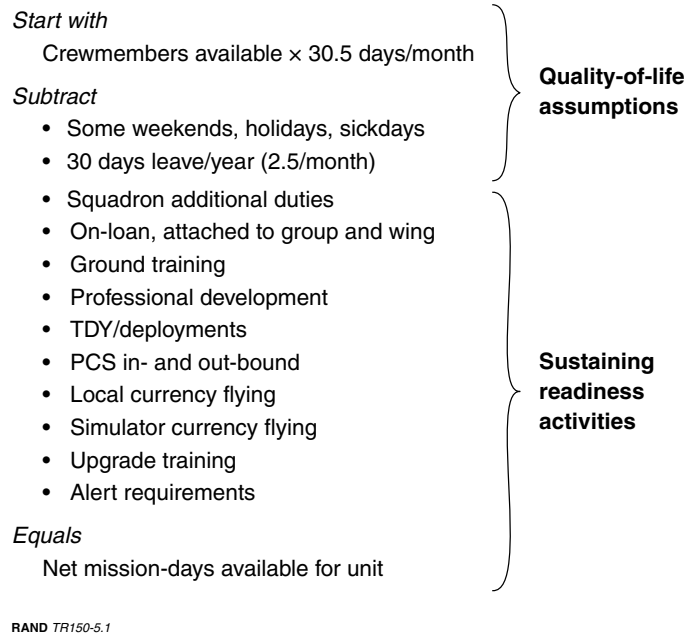 Start with
Crewmembers available × 30.5 days/month
Subtract
• Some weekends, holidays, sickdays
• 30 days leave/year (2.5/month)
Quality-of-life
assumptions
• Squadron additional duties
• On-loan, attached to group and wing
• Ground training
• Professional development
• TDY/deployments
• PCS in- and out-bound
• Local currency flying
• Simulator currency flying
• Upgrade training
• Alert requirements
Equals
Net mission-days available for unit
Sustaining
readiness
activities
RAND TR150-5.1